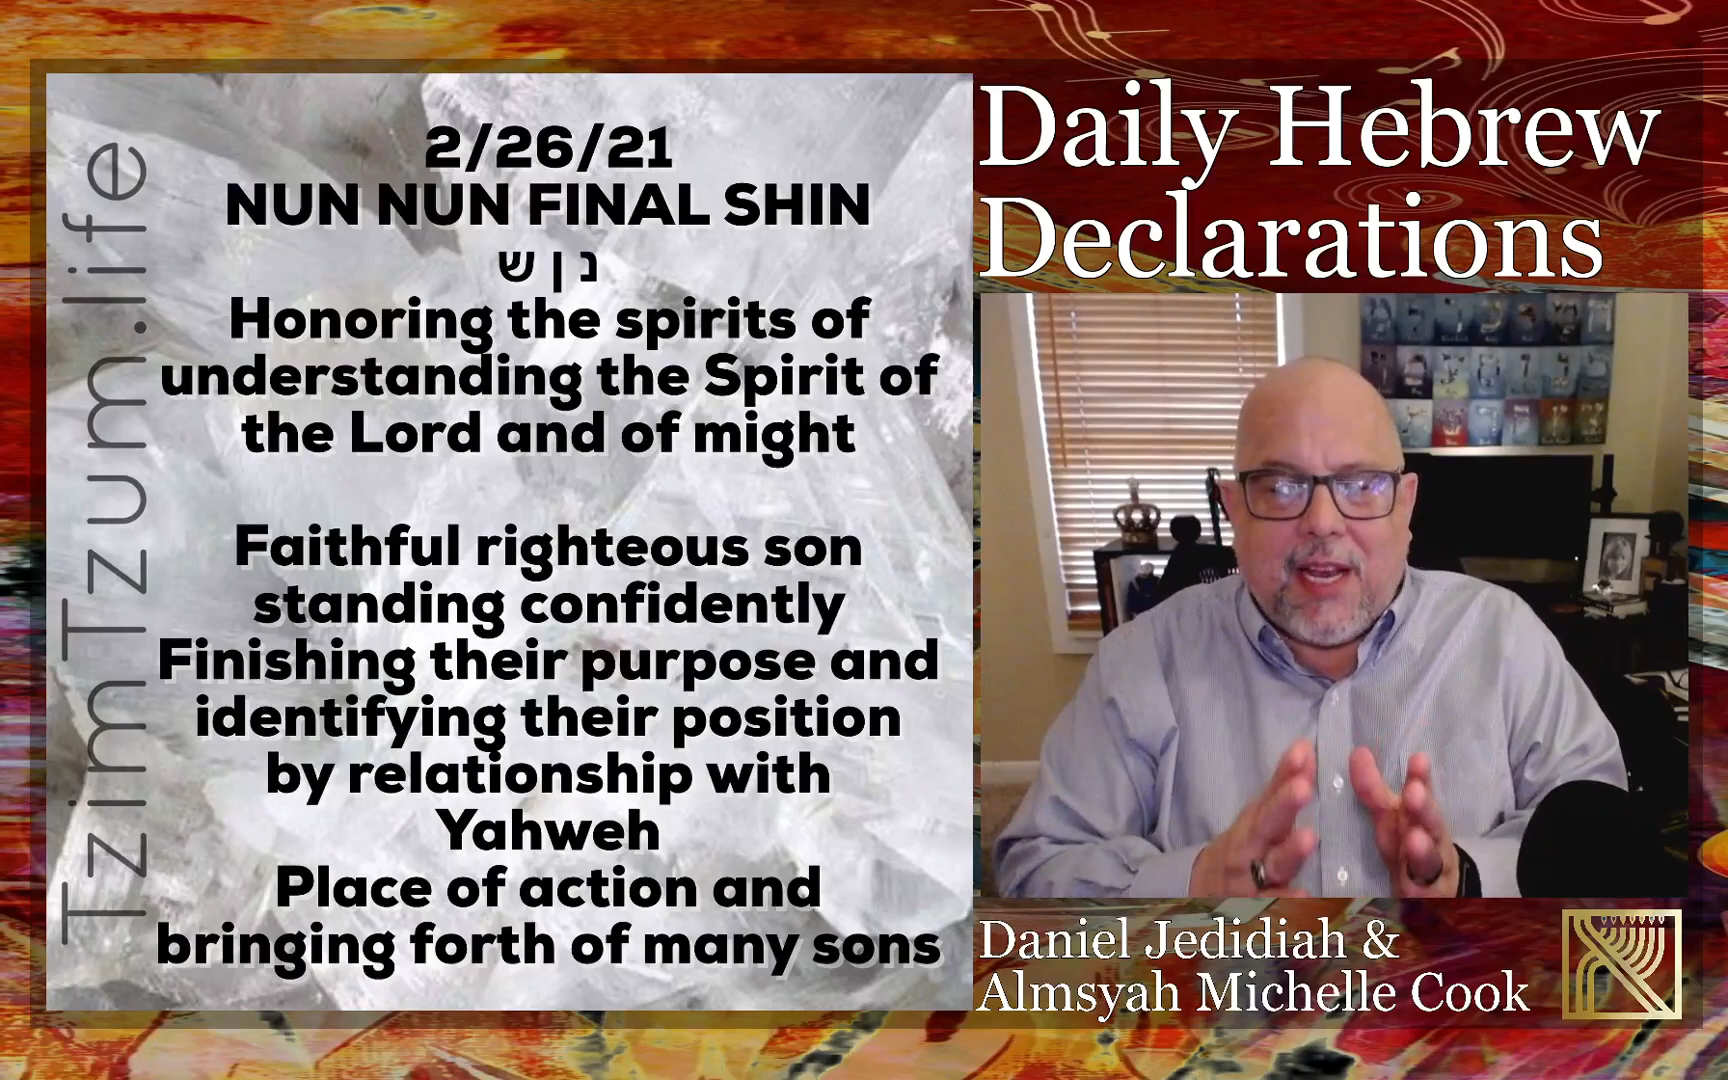 TzimTzum.life
2/26/21
NUN NUN FINAL SHIN
נ ן ש
Honoring the spirits of
understanding the Spirit of
the Lord and of might
Faithful righteous son
standing confidently
Finishing their purpose and
identifying their position
by relationship with
Yahweh
Place of action and
bringing forth of many sons
Daily Hebrew
Declarations
Daniel Jedidiah &
Almsyah Michelle Cook